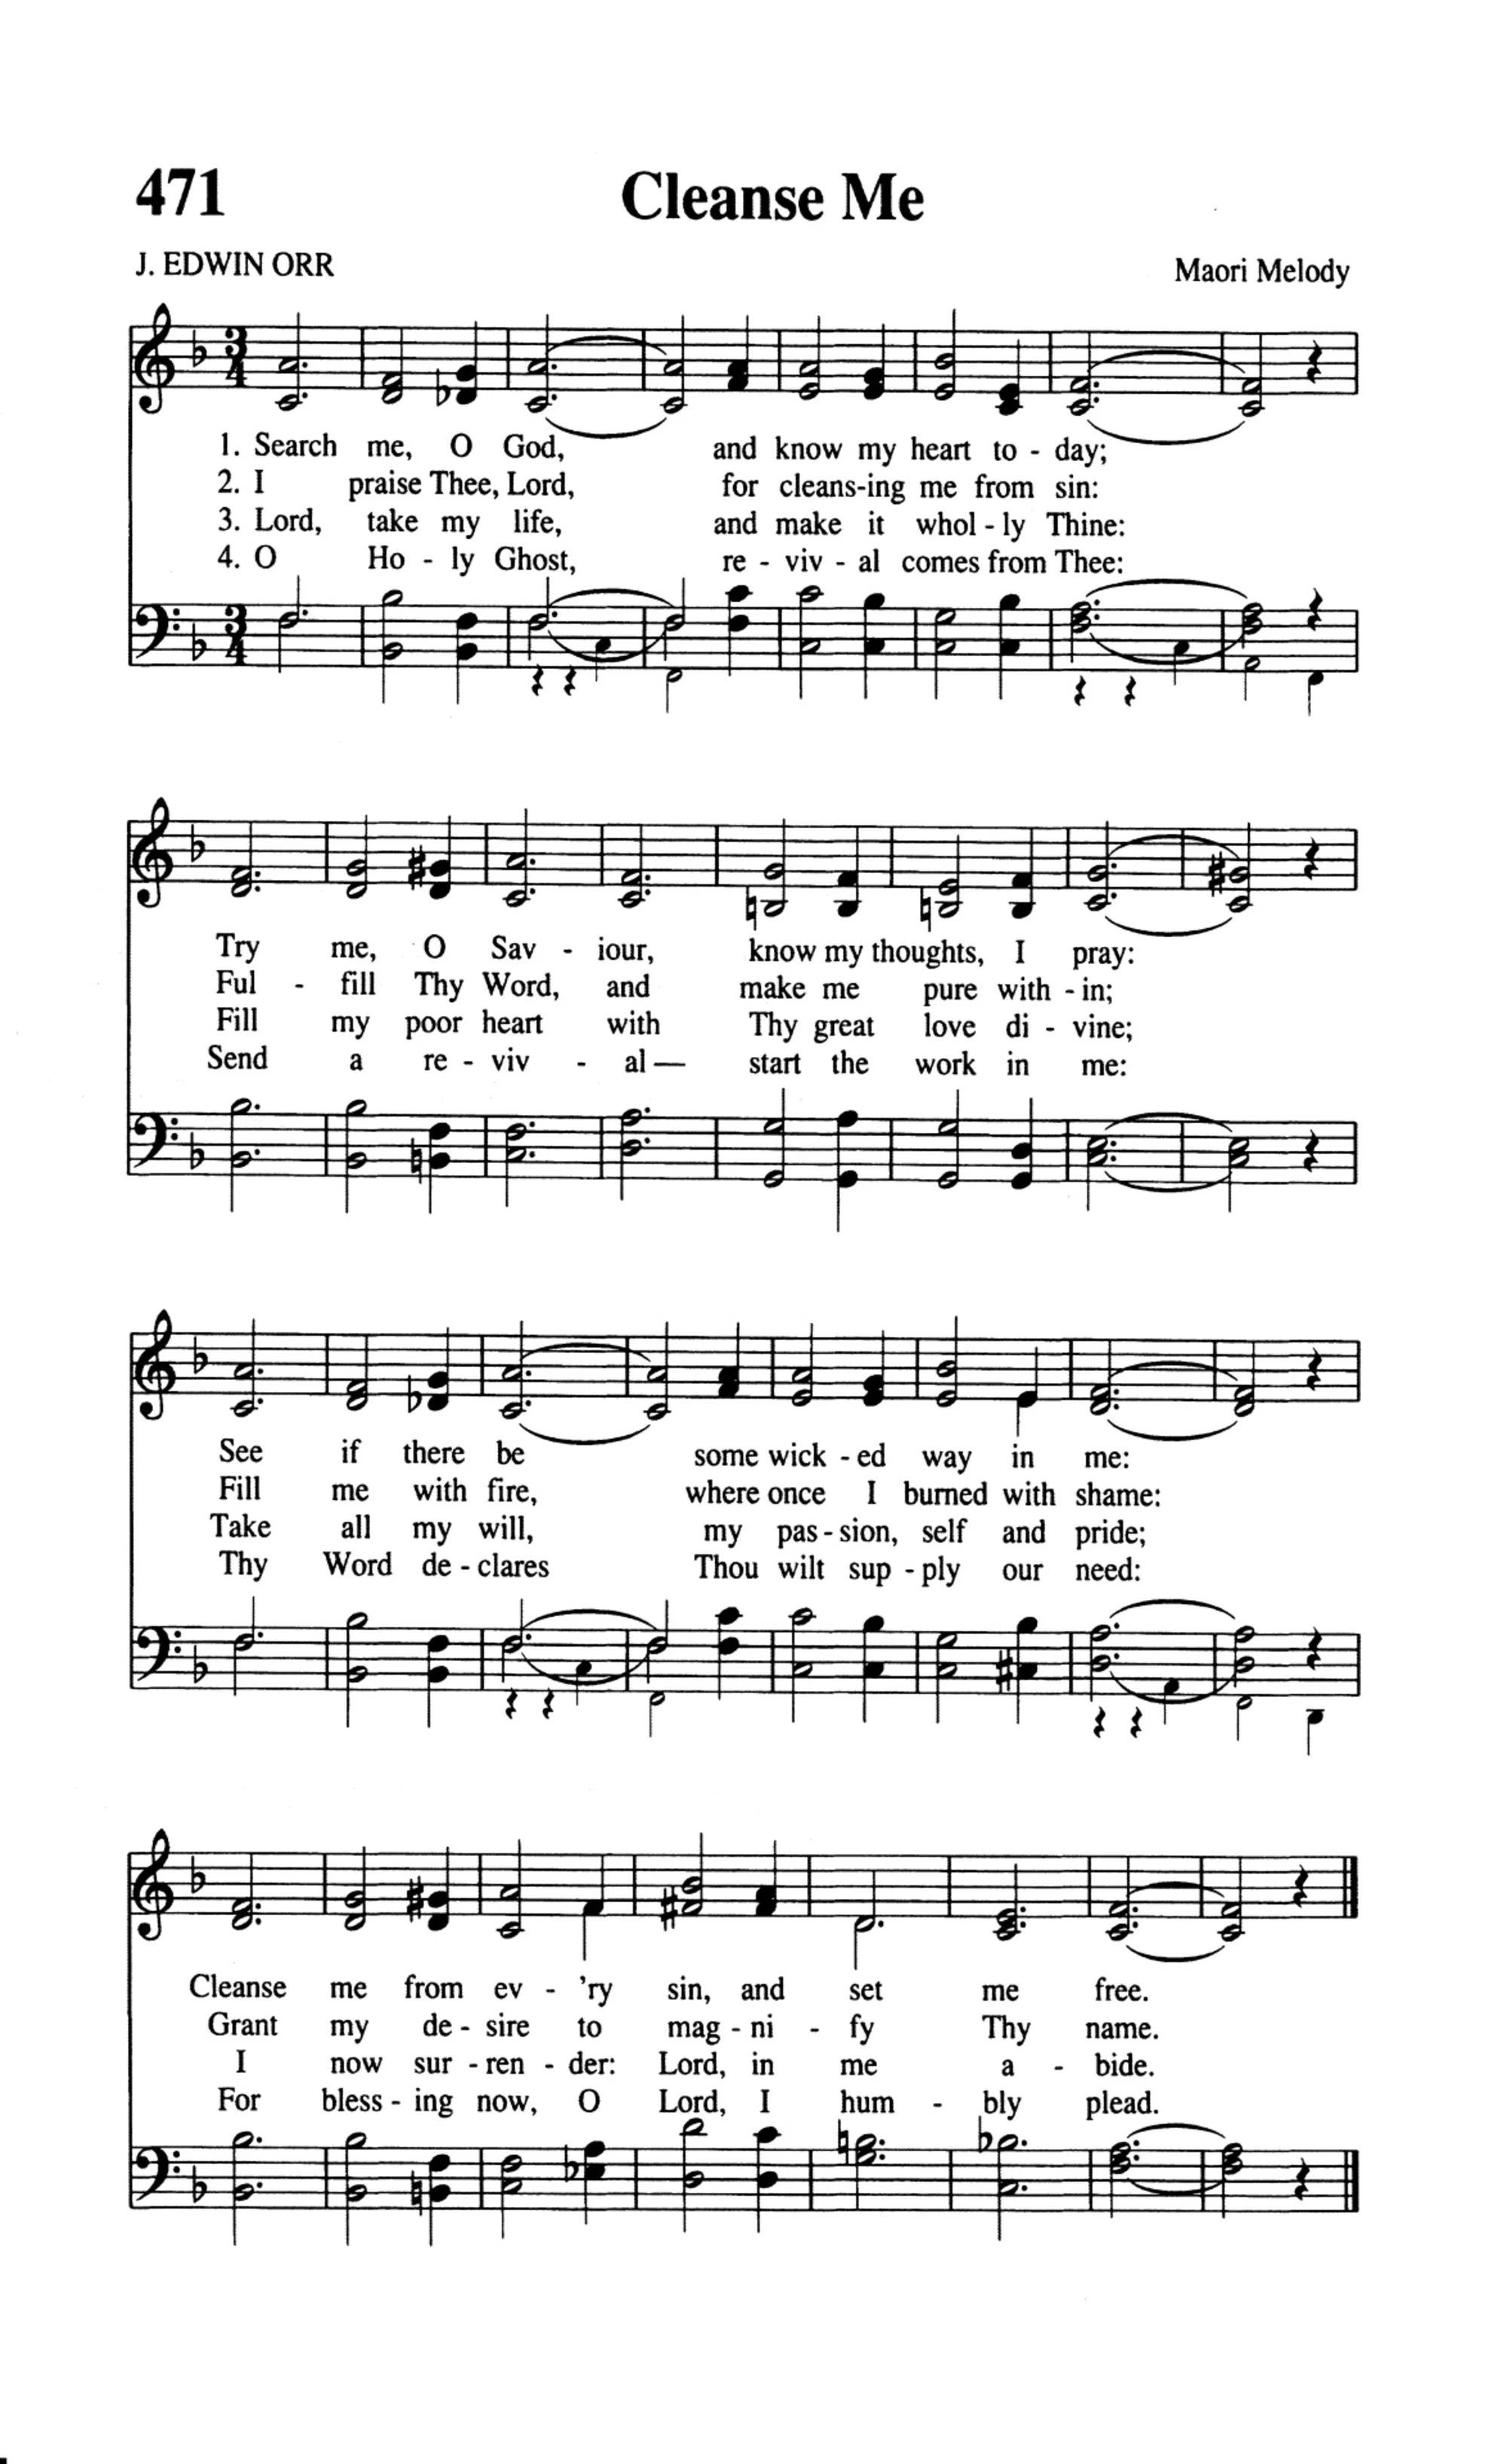 471
Cleanse Me
J. EDWIN ORR
Maori Melody
1. Search me, O God, and know my heart to - day;
2. I praise Thee, Lord, for cleans-ing me from sin:
3. Lord, take my life, and make it whol - ly Thine:
4. O Ho - ly Ghost, re - viv - al comes from Thee:
Try me, O Sav - iour, know my thoughts, I pray:
Ful - fill Thy Word, and make me pure with - in;
Fill my poor heart with Thy great love di - vine;
Send a re - viv - al— start the work in me:
See if there be some wick - ed way in me:
Fill me with fire, where once I burned with shame:
Take all my will, my pas - sion, self and pride;
Thy Word de - clares Thou wilt sup - ply our need:
Cleanse me from ev - 'ry sin, and set me free.
Grant my de - sire to mag - ni - fy Thy name.
I now sur - ren - der: Lord, in me a - bide.
For bless - ing now, O Lord, I hum - bly plead.